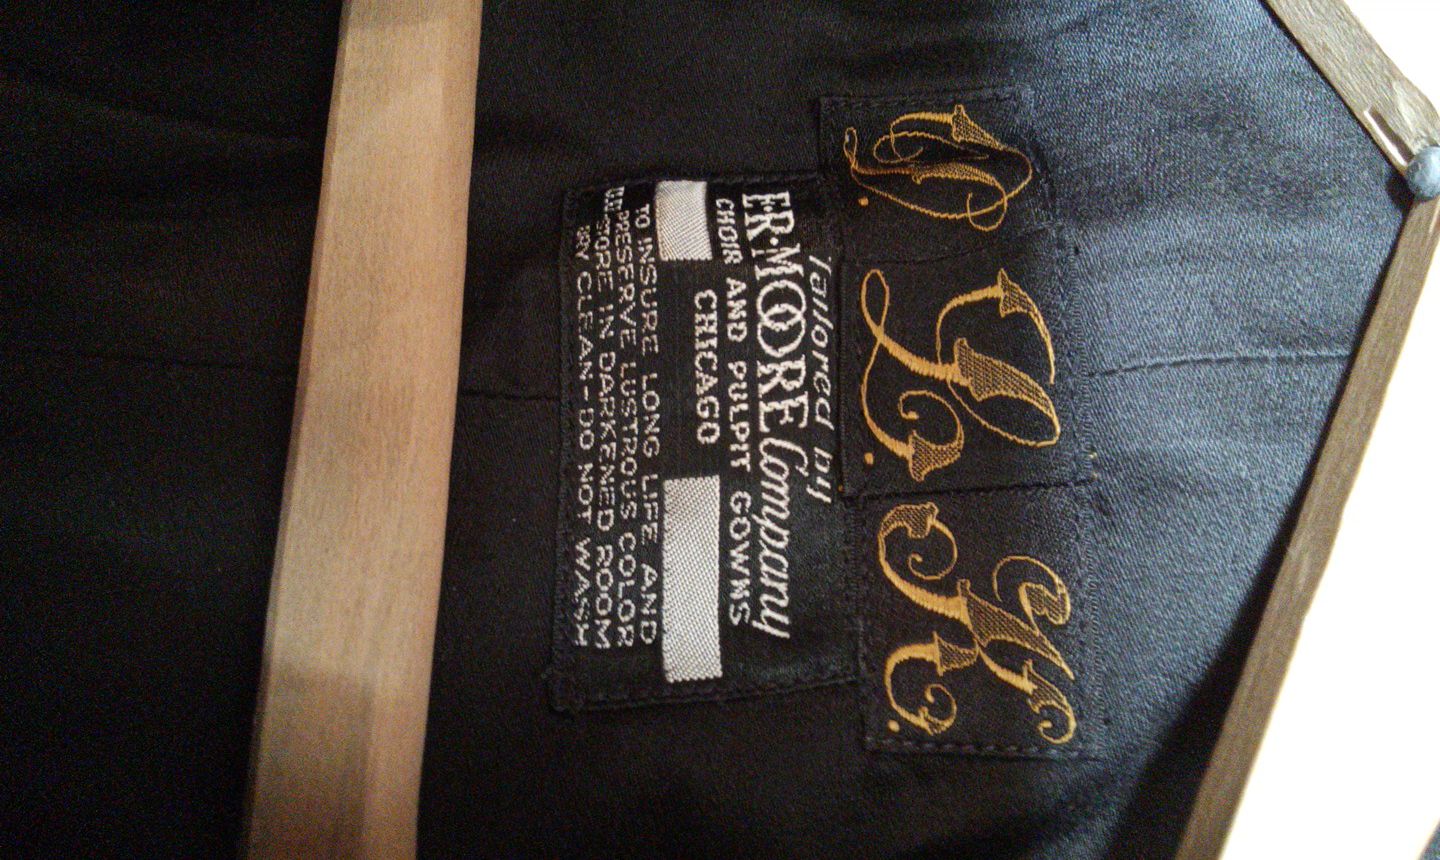 K.
Tailored by
E·R·MOORE Company
CHOIR AND PULPIT GOWNS
CHICAGO
TO INSURE LONG LIFE AND
PRESERVE LUSTROUS COLOR
STORE IN DARKENED ROOM
DRY CLEAN-DO NOT WASH